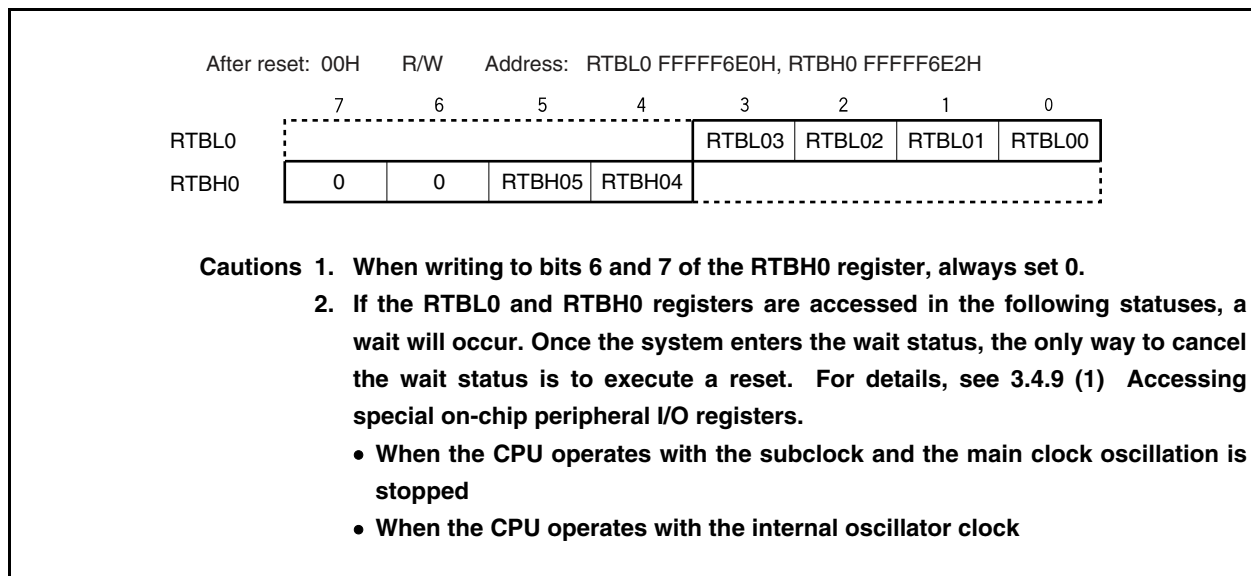 After reset: 00H R/W Address: RTBL0 FFFFF6E0H, RTBH0 FFFFF6E2H
7 6 5 4 3 2 1 0
RTBL0 RTBL03 RTBL02 RTBL01 RTBL00
RTBH0 0 0 RTBH05 RTBH04
Cautions 1. When writing to bits 6 and 7 of the RTBH0 register, always set 0.
2. If the RTBL0 and RTBH0 registers are accessed in the following statuses, a
wait will occur. Once the system enters the wait status, the only way to cancel
the wait status is to execute a reset. For details, see 3.4.9 (1) Accessing
special on-chip peripheral I/O registers.
• When the CPU operates with the subclock and the main clock oscillation is
stopped
• When the CPU operates with the internal oscillator clock